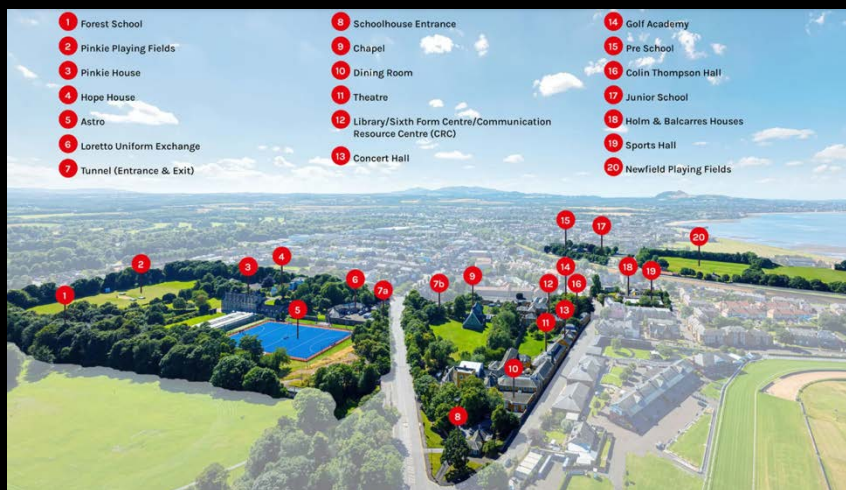 1 Forest School
2 Pinkie Playing Fields
3 Pinkie House
4 Hope House
5 Astro
6 Loretto Uniform Exchange
7 Tunnel (Entrance & Exit)
8 Schoolhouse Entrance
9 Chapel
10 Dining Room
11 Theatre
12 Library/Sixth Form Centre/Communication
Resource Centre (CRC)
13 Concert Hall
14 Golf Academy
15 Pre School
16 Colin Thompson Hall
17 Junior School
18 Holm & Balcarres Houses
19 Sports Hall
20 Newfield Playing Fields
15
17
20
2
3
4
14
18
19
1
6
7a
7b
9
12
16
5
13
11
10
8